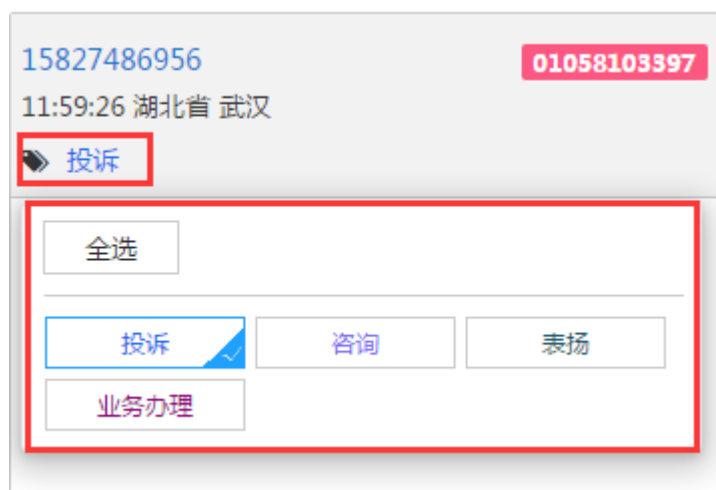 15827486956 01058103397
11:59:26 湖北省 武汉
投诉
全选
投诉 咨询 表扬
业务办理